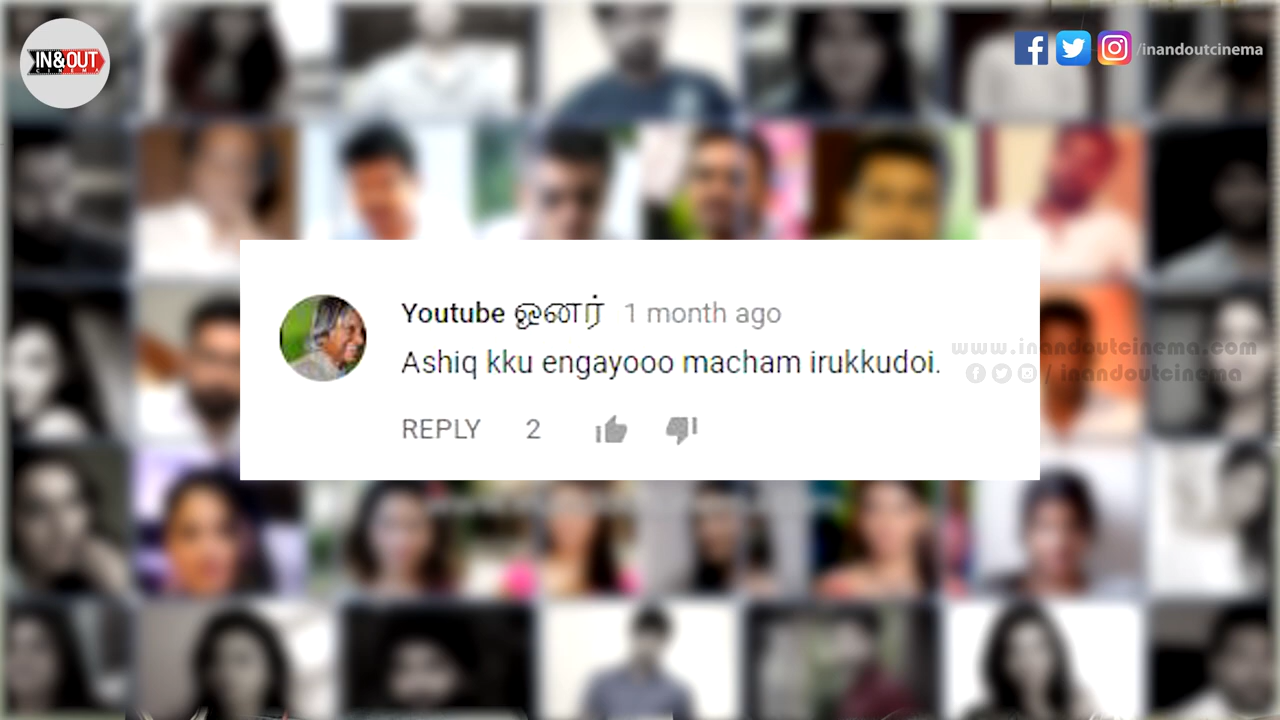 IN&OUT
CINEMA
/inandoutcinema
Youtube ஓனர் 1 month ago
Ashiq kku engayooo macham irukkudoi.
REPLY 2
www.inandoutcinema.com
/ inandoutcinema